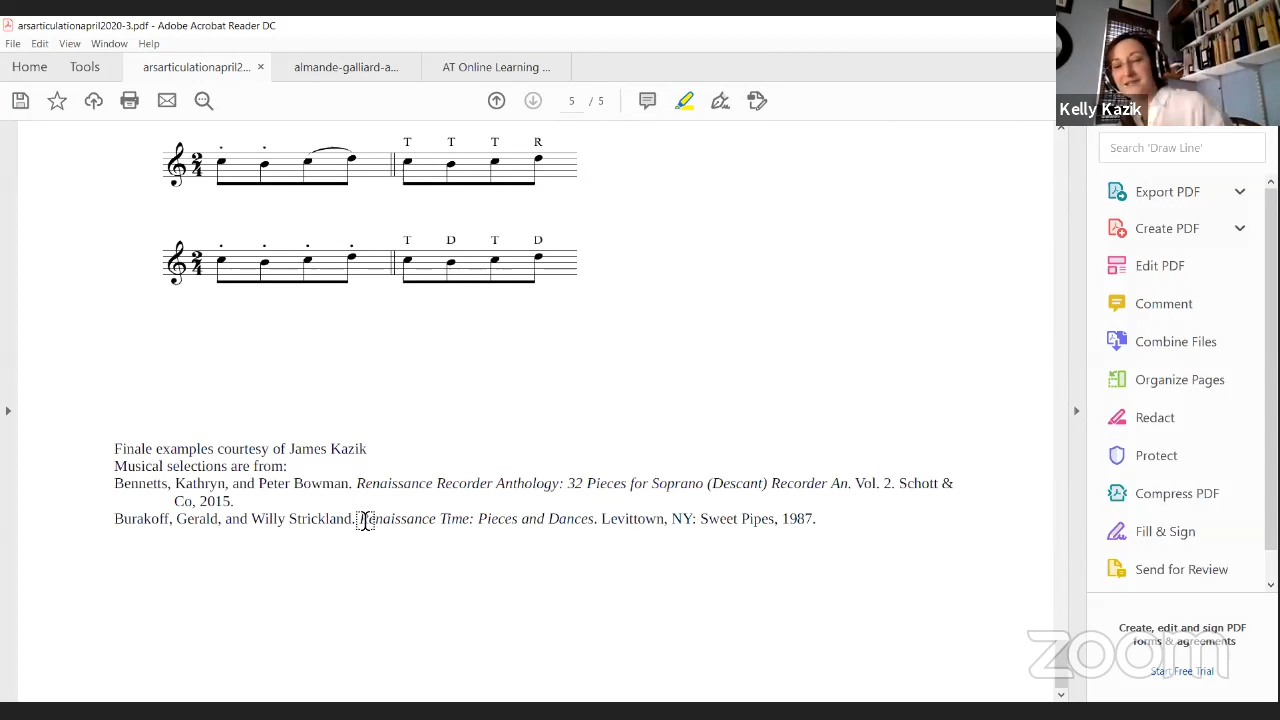 arsarticulationapril2020-3.pdf - Adobe Acrobat Reader DC
File Edit View Window Help
Home Tools arsarticulationapril2... × almande-galliard-a... AT Online Learning ...
5 / 5
Kelly Kazik
T T T R
T D T D
Finale examples courtesy of James Kazik
Musical selections are from:
Bennetts, Kathryn, and Peter Bowman. Renaissance Recorder Anthology: 32 Pieces for Soprano (Descant) Recorder An. Vol. 2. Schott &
Co, 2015.
Burakoff, Gerald, and Willy Strickland. Renaissance Time: Pieces and Dances. Levittown, NY: Sweet Pipes, 1987.
Search 'Draw Line'
Export PDF
Create PDF
Edit PDF
Comment
Combine Files
Organize Pages
Redact
Protect
Compress PDF
Fill & Sign
Send for Review
Create, edit and sign PDF
forms & agreements
Start Free Trial
zoom